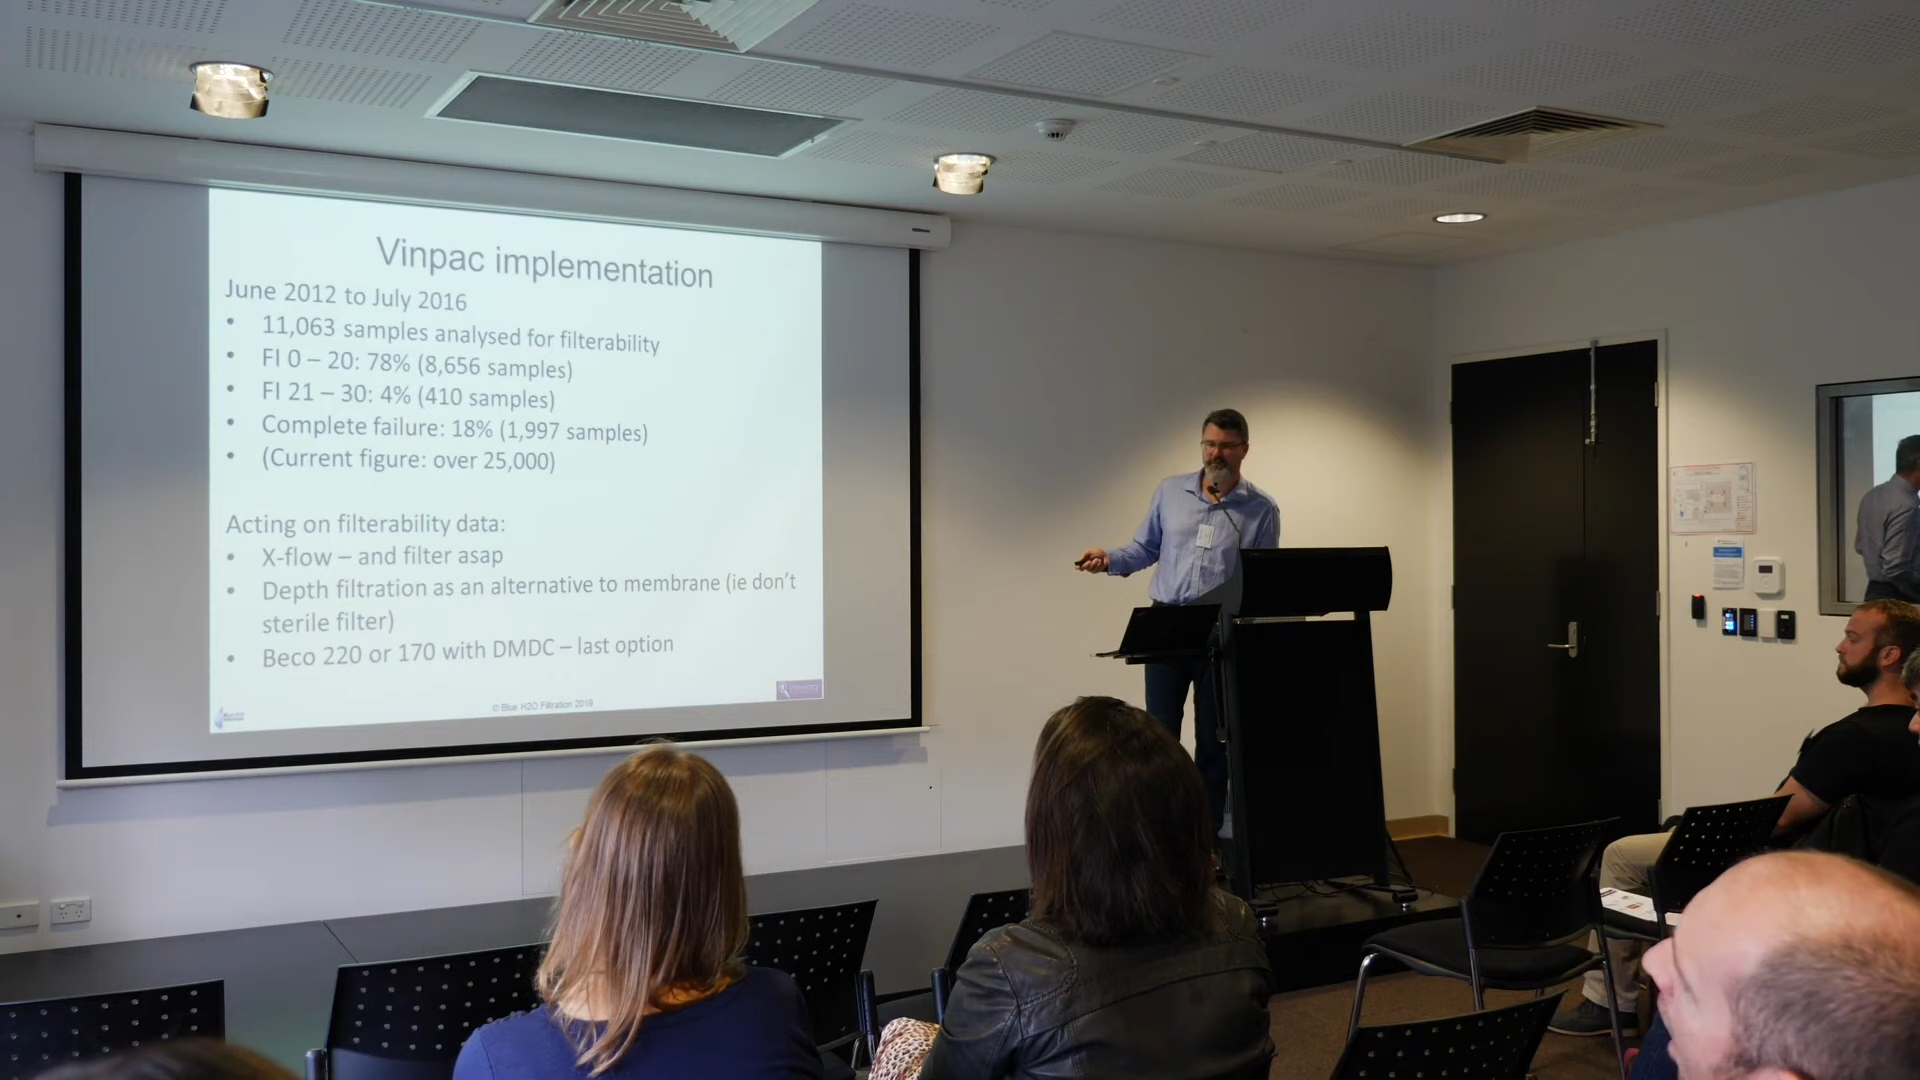 Vinpac implementation
June 2012 to July 2016
• 11,063 samples analysed for filterability
• FI 0 – 20: 78% (8,656 samples)
• FI 21 – 30: 4% (410 samples)
• Complete failure: 18% (1,997 samples)
• (Current figure: over 25,000)
Acting on filterability data:
• X-flow – and filter asap
• Depth filtration as an alternative to membrane (ie don't
sterile filter)
• Beco 220 or 170 with DMDC – last option
© Blue H2O Filtration 2019